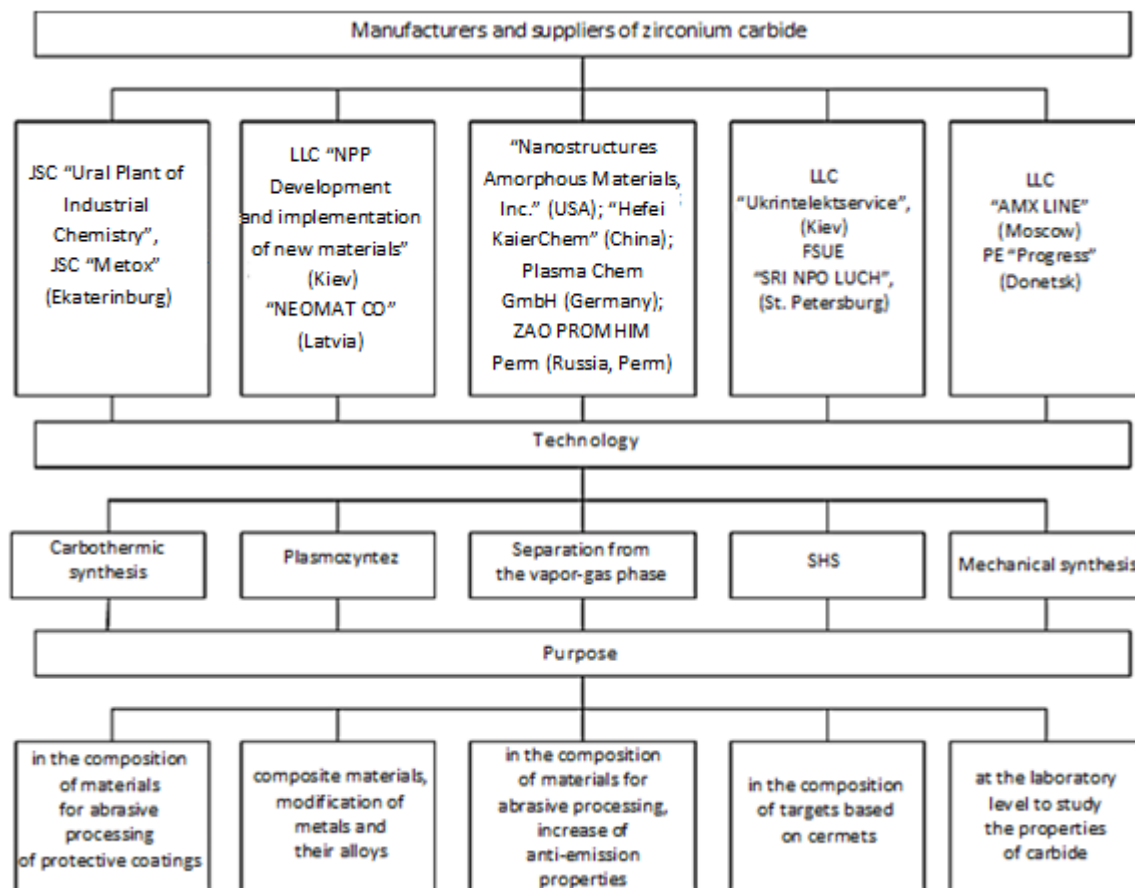 Manufacturers and suppliers of zirconium carbide
JSC “Ural Plant of
Industrial
Chemistry”,
JSC “Metox”
(Ekaterinburg)
LLC “NPP
Development
and implementation
of new materials”
(Kiev)
“NEOMAT CO”
(Latvia)
“Nanostructures
Amorphous Materials,
Inc.” (USA); “Hefei
KaierChem” (China);
Plasma Chem
GmbH (Germany);
ZAO PROMHIM
Perm (Russia, Perm)
LLC
“Ukrintelektservice”,
(Kiev)
FSUE
“SRI NPO LUCH”,
(St. Petersburg)
LLC
“AMX LINE”
(Moscow)
PE “Progress”
(Donetsk)
Technology
Carbothermic
synthesis
Plasmozyntez
Separation from
the vapor-gas phase
SHS
Mechanical synthesis
Purpose
in the composition
of materials
for abrasive
processing
of protective coatings
composite materials,
modification of
metals and
their alloys
in the composition
of materials for
abrasive processing,
increase of
anti-emission
properties
in the composition
of targets based
on cermets
at the laboratory
level to study
the properties
of carbide